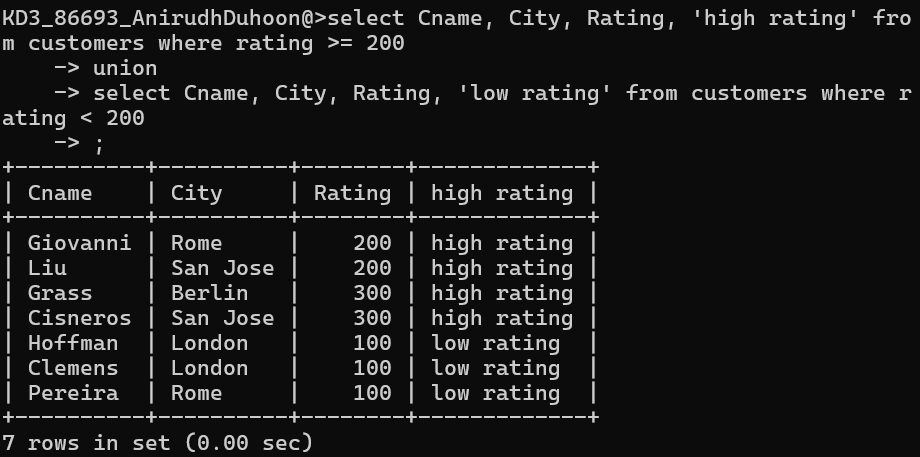 KD3_86693_AnirudhDuhoon@>select Cname, City, Rating, 'high rating' fro
m customers where rating >= 200
    -> union
    -> select Cname, City, Rating, 'low rating' from customers where r
ating < 200
    -> ;
+----------+----------+--------+-------------+
| Cname    | City     | Rating | high rating |
+----------+----------+--------+-------------+
| Giovanni | Rome     |    200 | high rating |
| Liu      | San Jose |    200 | high rating |
| Grass    | Berlin   |    300 | high rating |
| Cisneros | San Jose |    300 | high rating |
| Hoffman  | London   |    100 | low rating  |
| Clemens  | London   |    100 | low rating  |
| Pereira  | Rome     |    100 | low rating  |
+----------+----------+--------+-------------+
7 rows in set (0.00 sec)